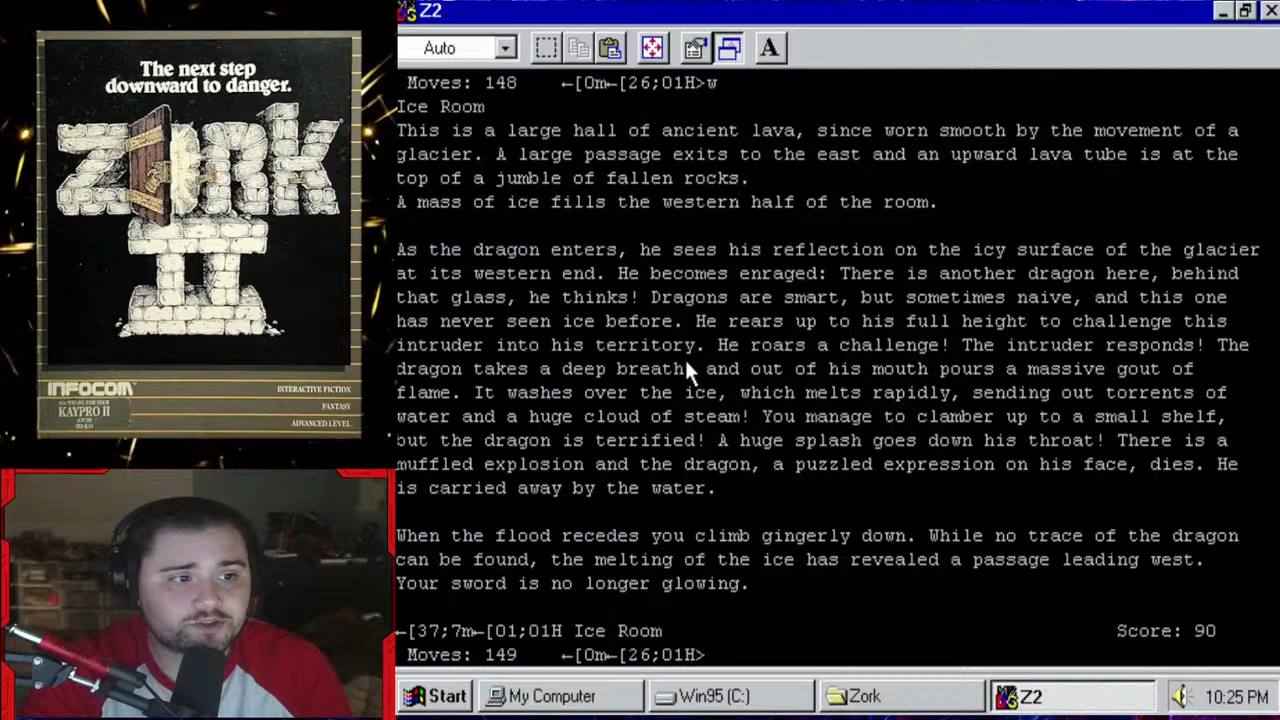 The next step
downward to danger.
ZORK
II
INFOCOM
INTERACTIVE FICTION
KAYPRO II
FANTASY
ADVANCED LEVEL
Z2
Auto
Moves: 148 ←[0m←[26;01H>w
Ice Room
This is a large hall of ancient lava, since worn smooth by the movement of a
glacier. A large passage exits to the east and an upward lava tube is at the
top of a jumble of fallen rocks.
A mass of ice fills the western half of the room.
As the dragon enters, he sees his reflection on the icy surface of the glacier
at its western end. He becomes enraged: There is another dragon here, behind
that glass, he thinks! Dragons are smart, but sometimes naive, and this one
has never seen ice before. He rears up to his full height to challenge this
intruder into his territory. He roars a challenge! The intruder responds! The
dragon takes a deep breath, and out of his mouth pours a massive gout of
flame. It washes over the ice, which melts rapidly, sending out torrents of
water and a huge cloud of steam! You manage to clamber up to a small shelf,
but the dragon is terrified! A huge splash goes down his throat! There is a
muffled explosion and the dragon, a puzzled expression on his face, dies. He
is carried away by the water.
When the flood recedes you climb gingerly down. While no trace of the dragon
can be found, the melting of the ice has revealed a passage leading west.
Your sword is no longer glowing.
←[37;7m←[01;01H Ice Room Score: 90
Moves: 149 ←[0m←[26;01H>
Start My Computer Win95 (C:) Zork Z2 10:25 PM